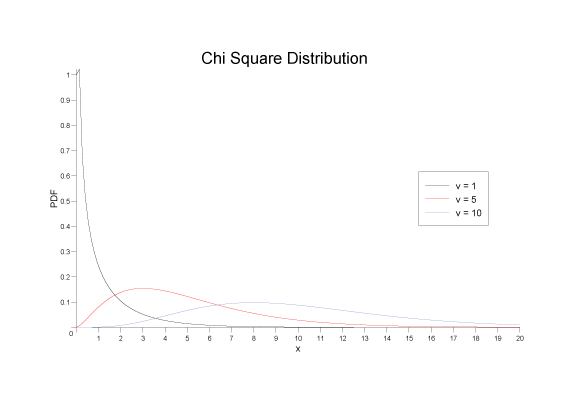 Chi Square Distribution
1
0.9
0.8
0.7
0.6
0.5
0.4
0.3
0.2
0.1
0
PDF
v = 1
v = 5
v = 10
1 2 3 4 5 6 7 8 9 10 11 12 13 14 15 16 17 18 19 20
x